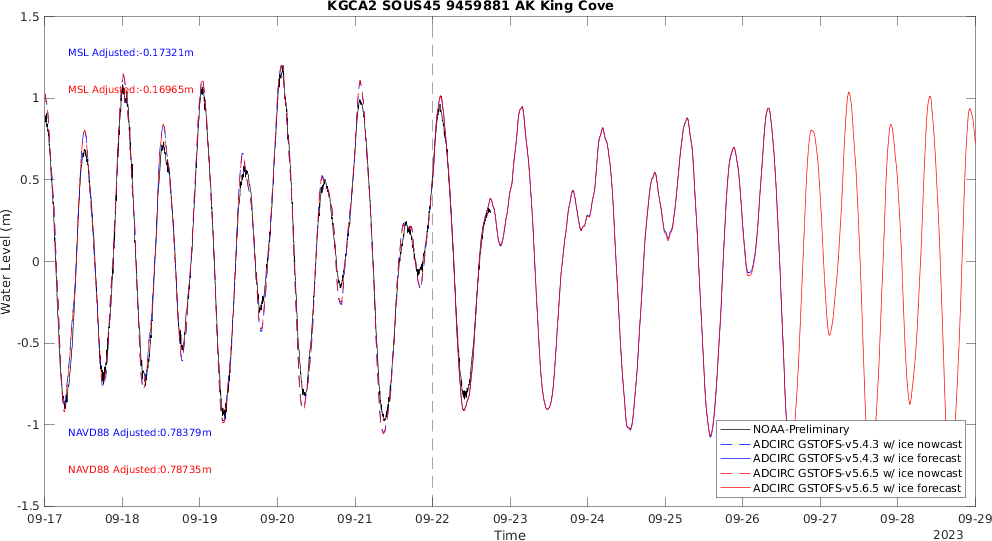 KGCA2 SOUS45 9459881 AK King Cove
1.5
1
0.5
0
-0.5
-1
-1.5
Water Level (m)
MSL Adjusted:-0.17321m
MSL Adjusted:-0.16965m
NAVD88 Adjusted:0.78379m
NAVD88 Adjusted:0.78735m
NOAA-Preliminary
ADCIRC GSTOFS-v5.4.3 w/ ice nowcast
ADCIRC GSTOFS-v5.4.3 w/ ice forecast
ADCIRC GSTOFS-v5.6.5 w/ ice nowcast
ADCIRC GSTOFS-v5.6.5 w/ ice forecast
09-17 09-18 09-19 09-20 09-21 09-22 09-23 09-24 09-25 09-26 09-27 09-28 09-29
Time
2023